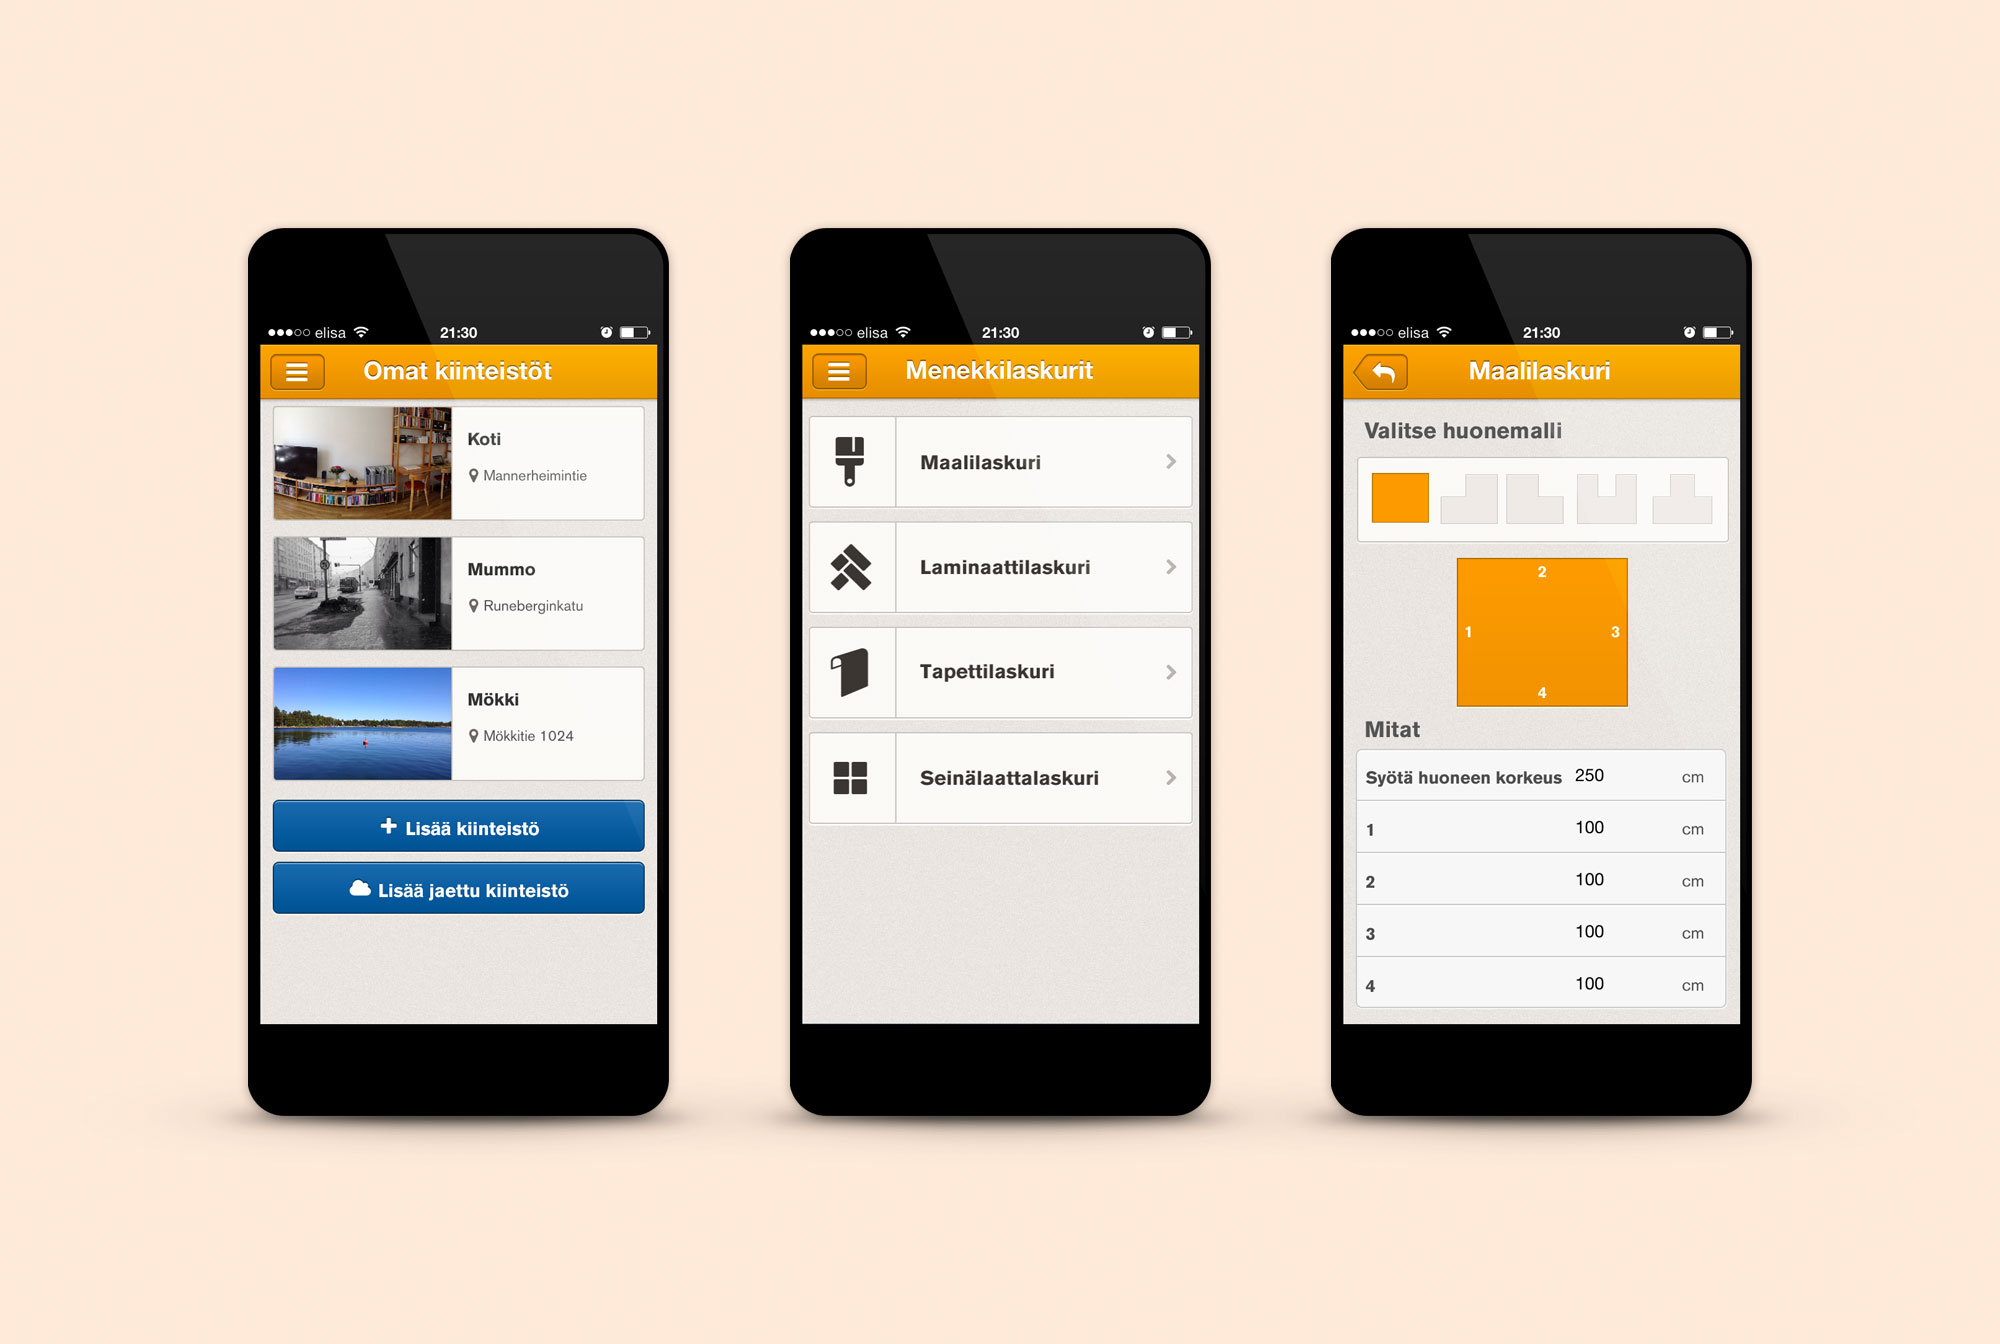 elisa 21:30
Omat kiinteistöt
Koti
Mannerheimintie
Mummo
Runeberginkatu
Mökki
Mökkitie 1024
Lisää kiinteistö
Lisää jaettu kiinteistö
elisa 21:30
Menekkilaskurit
Maalilaskuri
Laminaattilaskuri
Tapettilaskuri
Seinälaattalaskuri
elisa 21:30
Maalilaskuri
Valitse huonemalli
2
1 3
4
Mitat
Syötä huoneen korkeus 250 cm
1 100 cm
2 100 cm
3 100 cm
4 100 cm